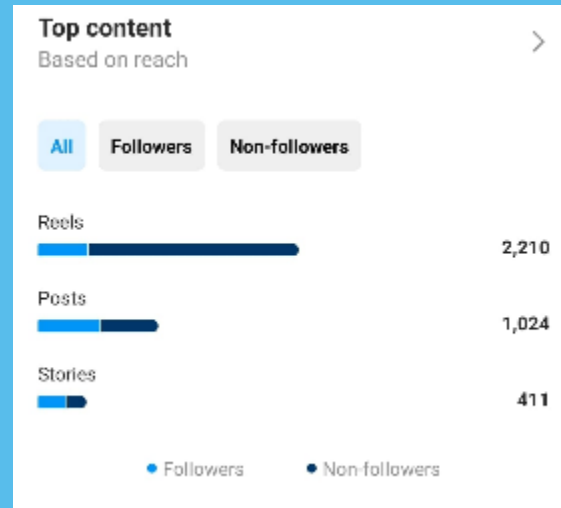 Top content
Based on reach
All Followers Non-followers
Reels
2,210
Posts
1,024
Stories
411
Followers Non-followers